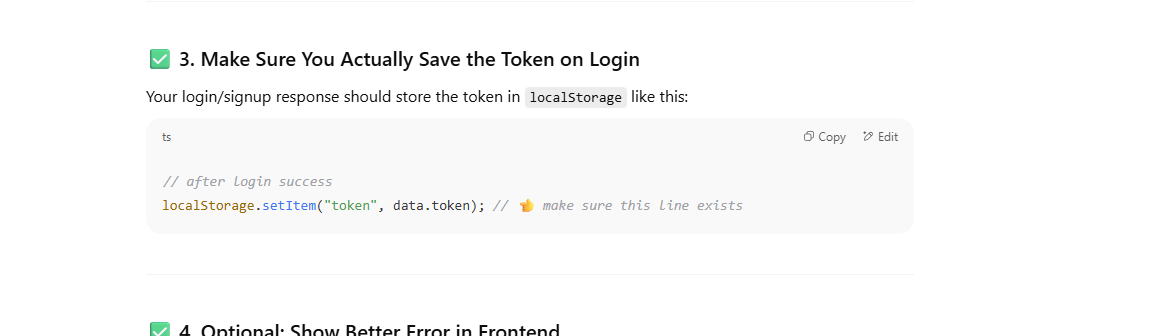 ✅ 3. Make Sure You Actually Save the Token on Login
Your login/signup response should store the token in localStorage like this:
ts
Copy
Edit
// after login success
localStorage.setItem("token", data.token); // 👈 make sure this line exists
✅ 4. Optional: Show Better Error in Frontend